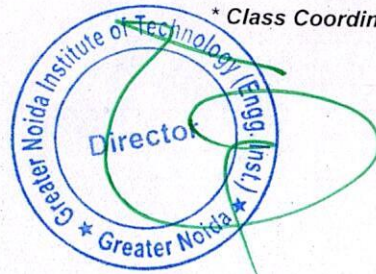 * Class Coordin
Greater Noida Institute of Technology (Engg. Inst.)
Director
★ Greater Noida ★